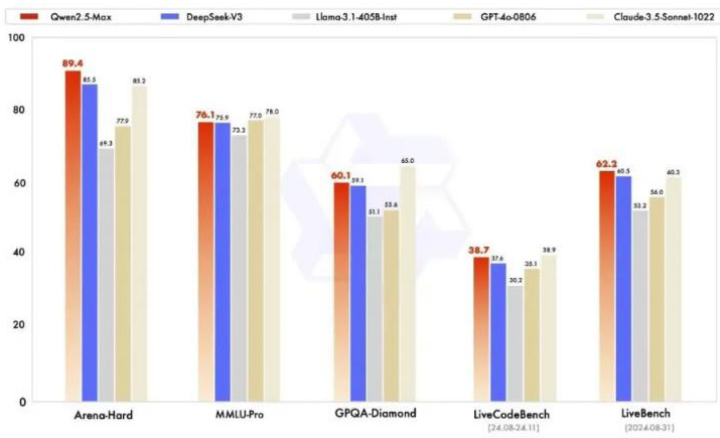 Qwen2.5-Max DeepSeek-V3 Llama-3.1-405B-Inst GPT-4o-0806 Claude-3.5-Sonnet-1022
100
80
60
40
20
0
89.4 85.5 69.3 77.9 85.2
76.1 75.9 73.3 77.0 78.0
60.1 59.1 51.1 53.6 65.0
38.7 37.6 30.2 35.1 38.9
62.2 60.5 53.2 56.0 60.3
Arena-Hard MMLU-Pro GPQA-Diamond LiveCodeBench LiveBench
[24.08-24.11] (2024-08-31)